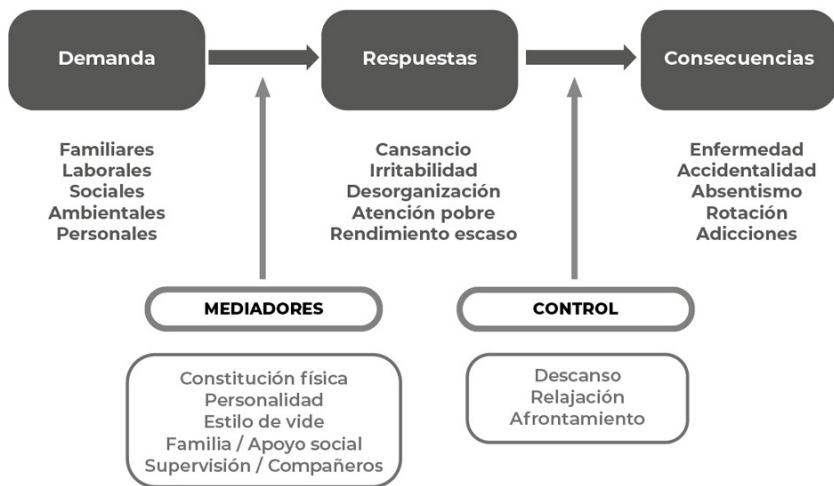 Demanda
Respuestas
Consecuencias
Familiares
Laborales
Sociales
Ambientales
Personales
Cansancio
Irritabilidad
Desorganización
Atención pobre
Rendimiento escaso
Enfermedad
Accidentalidad
Absentismo
Rotación
Adicciones
MEDIADORES
CONTROL
Constitución física
Personalidad
Estilo de vide
Familia / Apoyo social
Supervisión / Compañeros
Descanso
Relajación
Afrontamiento